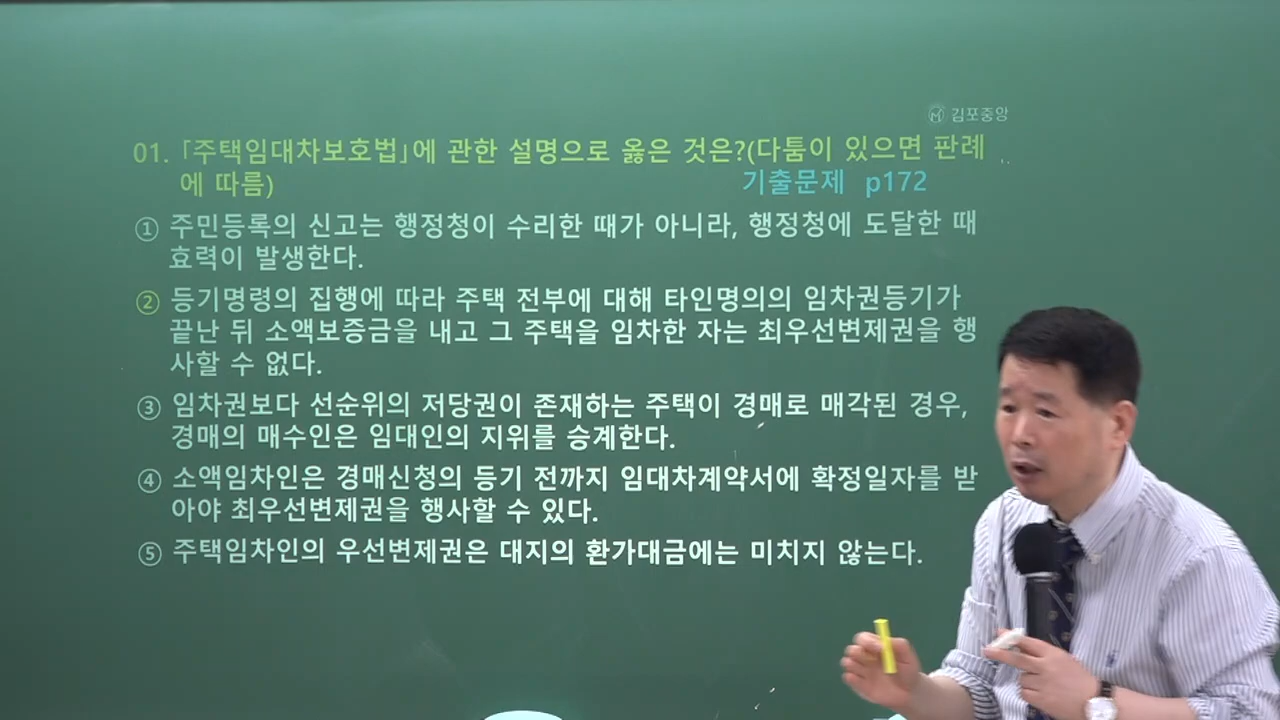 김포중앙
01. 「주택임대차보호법」에 관한 설명으로 옳은 것은?(다툼이 있으면 판례
에 따름) 기출문제 p172
① 주민등록의 신고는 행정청이 수리한 때가 아니라, 행정청에 도달한 때
효력이 발생한다.
② 등기명령의 집행에 따라 주택 전부에 대해 타인명의의 임차권등기가
끝난 뒤 소액보증금을 내고 그 주택을 임차한 자는 최우선변제권을 행
사할 수 없다.
③ 임차권보다 선순위의 저당권이 존재하는 주택이 경매로 매각된 경우,
경매의 매수인은 임대인의 지위를 승계한다.
④ 소액임차인은 경매신청의 등기 전까지 임대차계약서에 확정일자를 받
아야 최우선변제권을 행사할 수 있다.
⑤ 주택임차인의 우선변제권은 대지의 환가대금에는 미치지 않는다.